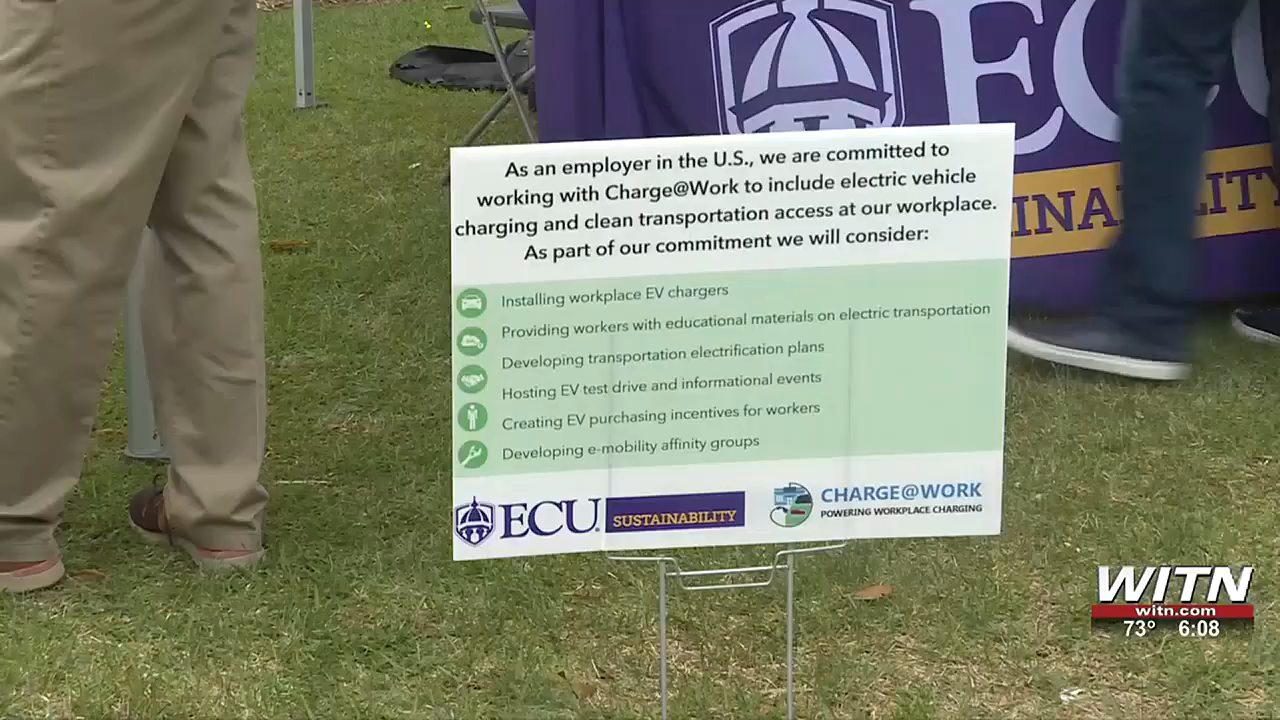 ECU
As an employer in the U.S., we are committed to
working with Charge@Work to include electric vehicle
charging and clean transportation access at our workplace.
As part of our commitment we will consider:
Installing workplace EV chargers
Providing workers with educational materials on electric transportation
Developing transportation electrification plans
Hosting EV test drive and informational events
Creating EV purchasing incentives for workers
Developing e-mobility affinity groups
ECU SUSTAINABILITY
CHARGE@WORK
POWERING WORKPLACE CHARGING
WITN
witn.com
73° 6:08